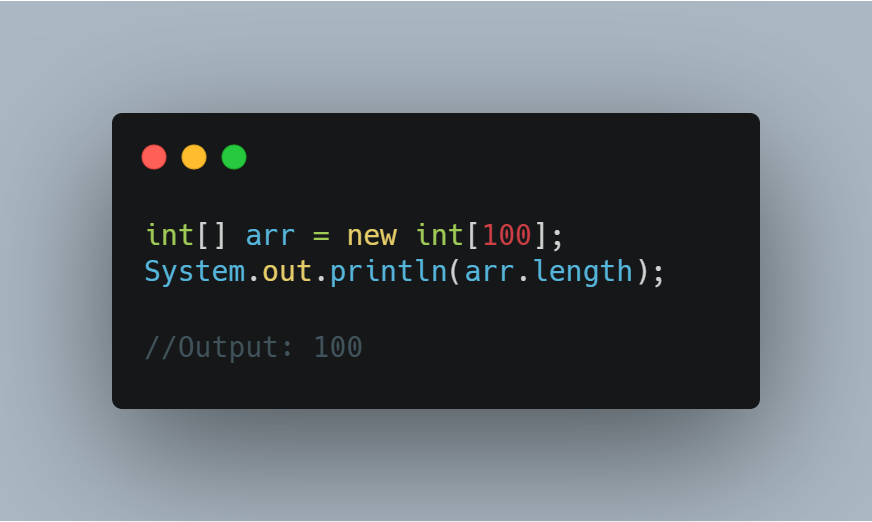 int[] arr = new int[100];
System.out.println(arr.length);
//Output: 100